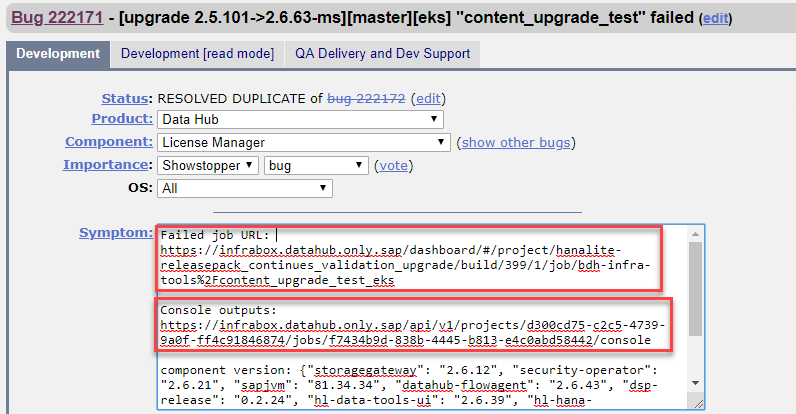 Bug 222171 - [upgrade 2.5.101->2.6.63-ms][master][eks] "content_upgrade_test" failed (edit)
Development Development [read mode] QA Delivery and Dev Support
Status: RESOLVED DUPLICATE of bug 222172 (edit)
Product: Data Hub
Component: License Manager (show other bugs)
Importance: Showstopper bug (vote)
OS: All
Symptom: Failed job URL:
https://infrabox.datahub.only.sap/dashboard/#/project/hanalite-
releasepack_continues_validation_upgrade/build/399/1/job/bdh-infra-
tools%2Fcontent_upgrade_test_eks
Console outputs:
https://infrabox.datahub.only.sap/api/v1/projects/d300cd75-c2c5-4739-
9a0f-ff4c91846874/jobs/f7434b9d-838b-4445-b813-e4c0abd58442/console
component version: {"storagegateway": "2.6.12", "security-operator":
"2.6.21", "sapjvm": "81.34.34", "datahub-flowagent": "2.6.43", "dsp-
release": "0.2.24", "hl-data-tools-ui": "2.6.39", "hl-hana-